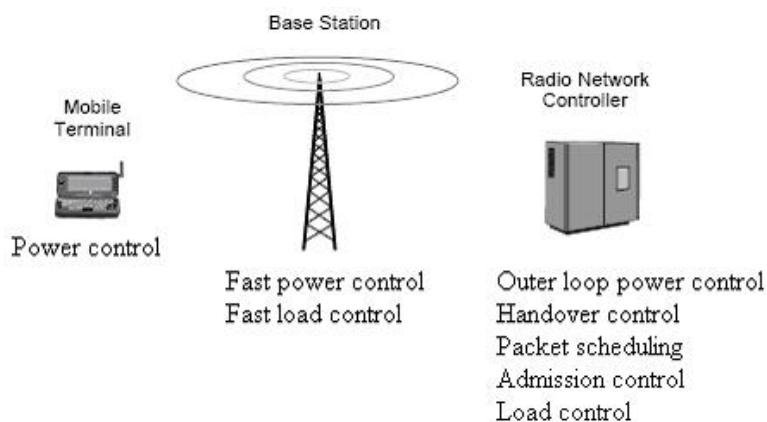 Base Station
Mobile
Terminal
Radio Network
Controller
Power control
Fast power control
Fast load control
Outer loop power control
Handover control
Packet scheduling
Admission control
Load control